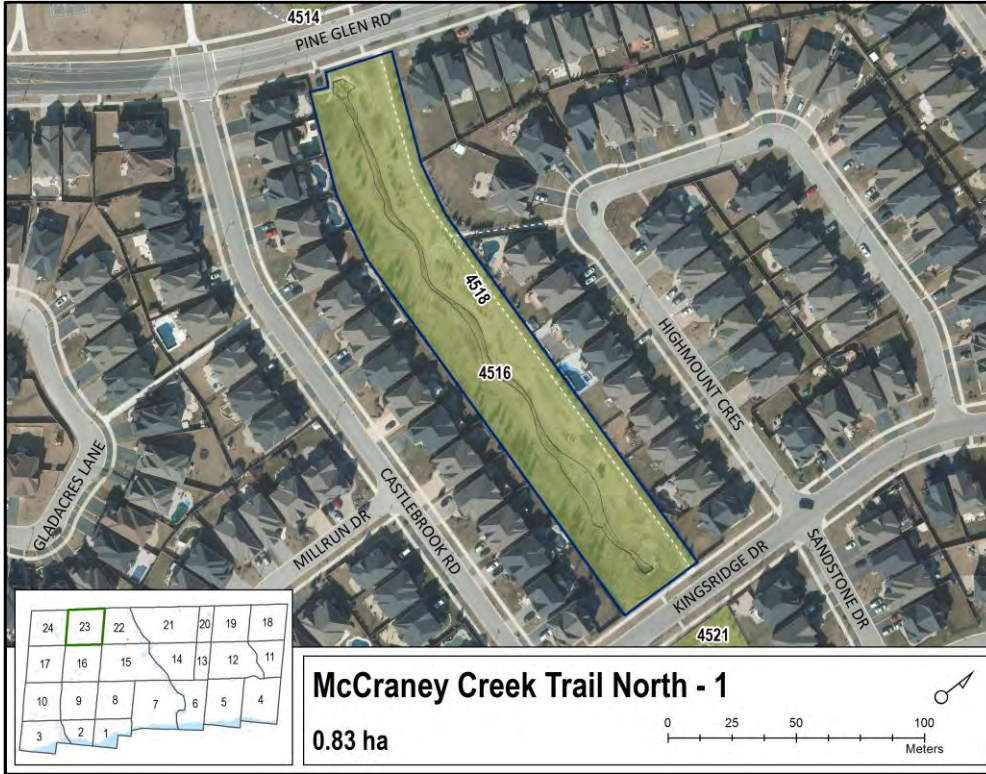 4514
PINE GLEN RD
4518
4516
HIGHMOUNT CRES
GLADACRES LANE
MILLRUN DR
CASTLEBROOK RD
KINGSRIDGE DR
SANDSTONE DR
4521
24 23 22 21 20 19 18
17 16 15 14 13 12 11
10 9 8 7 6 5 4
3 2 1
McCraney Creek Trail North - 1
0.83 ha
0 25 50 100
Meters